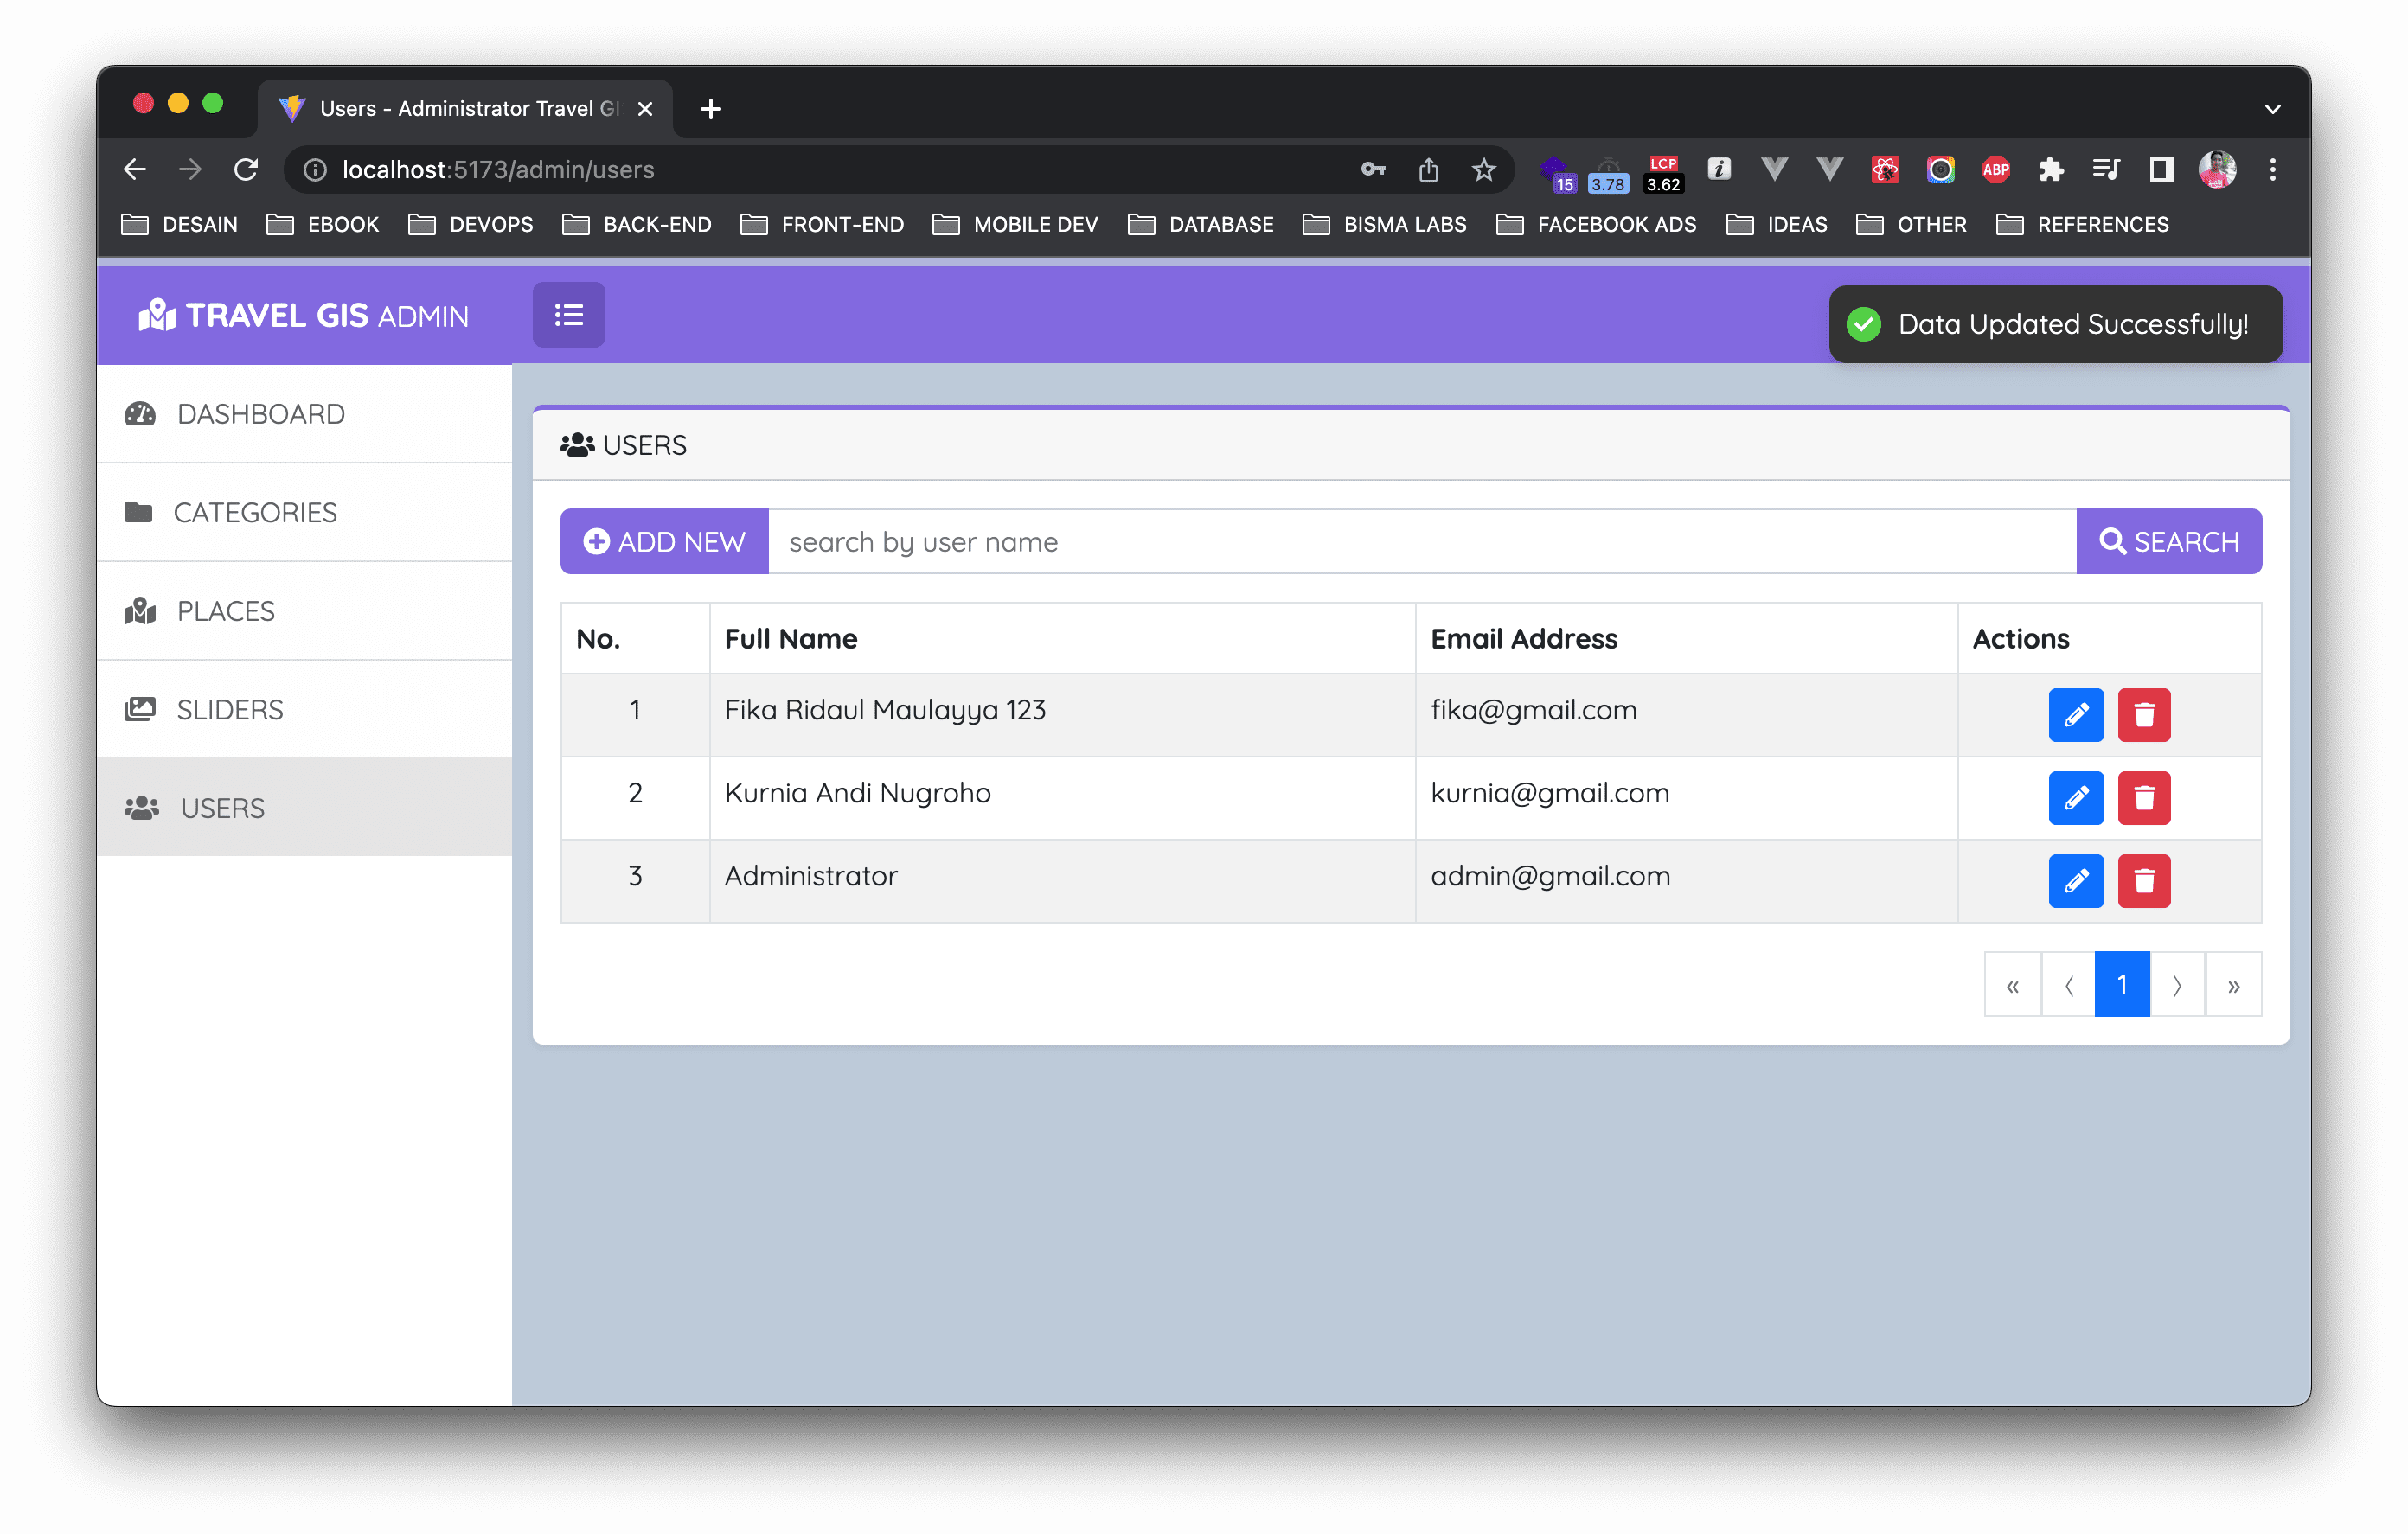 Users - Administrator Travel GI
localhost:5173/admin/users
15
3.78
LCP
3.62
ABP
DESAIN EBOOK DEVOPS BACK-END FRONT-END MOBILE DEV DATABASE BISMA LABS FACEBOOK ADS IDEAS OTHER REFERENCES
TRAVEL GIS ADMIN
Data Updated Successfully!
DASHBOARD
CATEGORIES
PLACES
SLIDERS
USERS
USERS
ADD NEW search by user name SEARCH
No. Full Name Email Address Actions
1 Fika Ridaul Maulayya 123 fika@gmail.com
2 Kurnia Andi Nugroho kurnia@gmail.com
3 Administrator admin@gmail.com
« 〈 1 〉 »